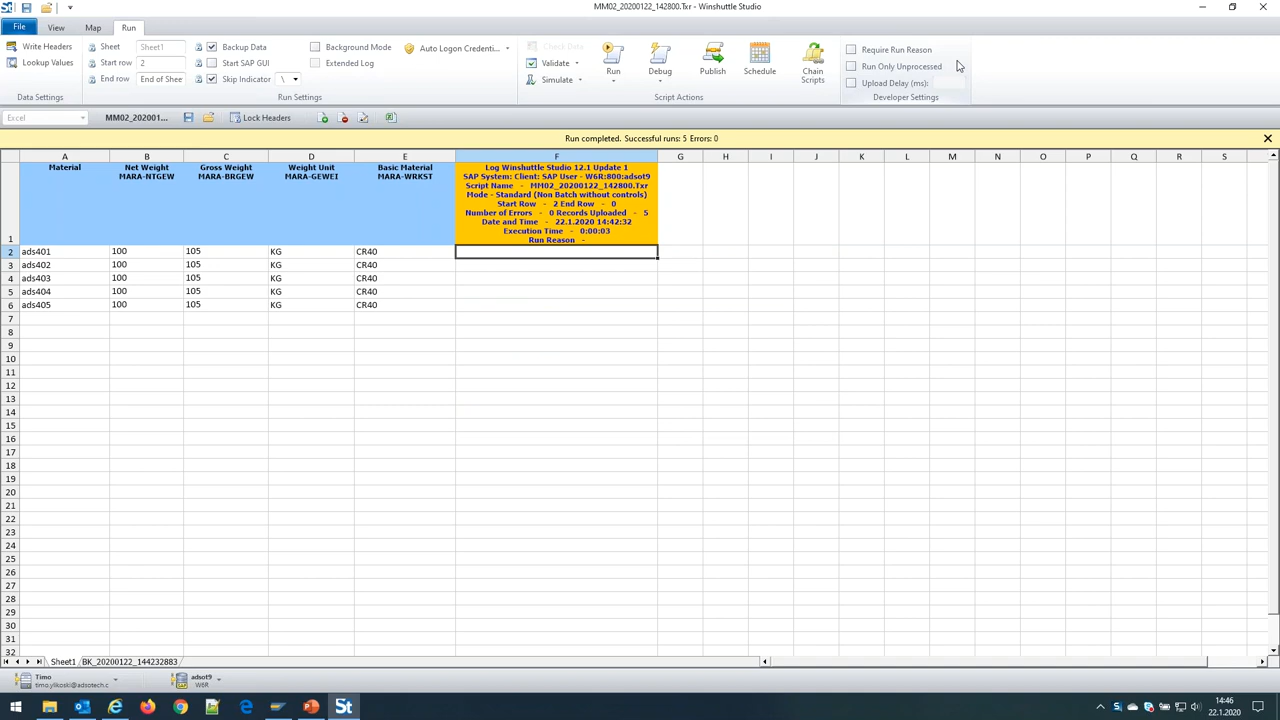 MM02_20200122_142800.Txr - Winshuttle Studio
File View Map Run
Write Headers
Lookup Values
Data Settings
Sheet Sheet1
Start row 2
End row End of Shee
Backup Data
Start SAP GUI
Skip Indicator \
Background Mode
Extended Log
Auto Logon Credenti...
Run Settings
Check Data
Validate
Simulate
Run
Debug
Publish
Schedule
Chain Scripts
Script Actions
Require Run Reason
Run Only Unprocessed
Upload Delay (ms):
Developer Settings
Excel MM02_202001... Lock Headers
Run completed. Successful runs: 5 Errors: 0
A B C D E F G H I J K L M N O P Q R S
Material
Net Weight
MARA-NTGEW
Gross Weight
MARA-BRGEW
Weight Unit
MARA-GEWEI
Basic Material
MARA-WRKST
Log Winshuttle Studio 12.1 Update 1
SAP System: Client: SAP User - W6R:800:adsot9
Script Name - MM02_20200122_142800.Txr
Mode - Standard (Non Batch without controls)
Start Row - 2 End Row - 0
Number of Errors - 0 Records Uploaded - 5
Date and Time - 22.1.2020 14:42:32
Execution Time - 0:00:03
Run Reason -
1
2 ads401 100 105 KG CR40
3 ads402 100 105 KG CR40
4 ads403 100 105 KG CR40
5 ads404 100 105 KG CR40
6 ads405 100 105 KG CR40
7
8
9
10
11
12
13
14
15
16
17
18
19
20
21
22
23
24
25
26
27
28
29
30
31
32
Sheet1 BK_20200122_144232883
Timo
timo.ylikoski@adsotech.c
adsot9
W6R
14:46
22.1.2020